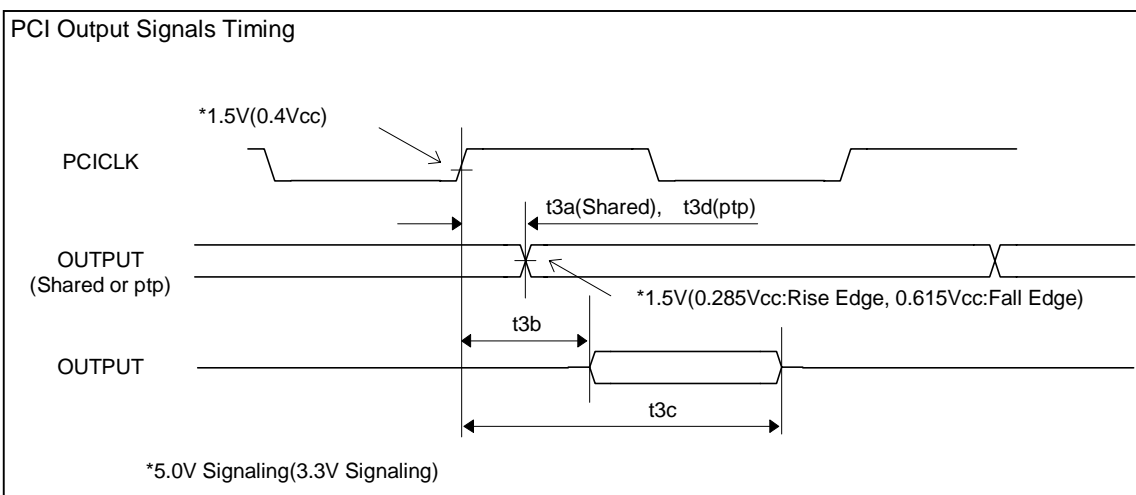 PCI Output Signals Timing
*1.5V(0.4Vcc)
PCICLK
t3a(Shared), t3d(ptp)
OUTPUT
(Shared or ptp)
*1.5V(0.285Vcc:Rise Edge, 0.615Vcc:Fall Edge)
t3b
OUTPUT
t3c
*5.0V Signaling(3.3V Signaling)